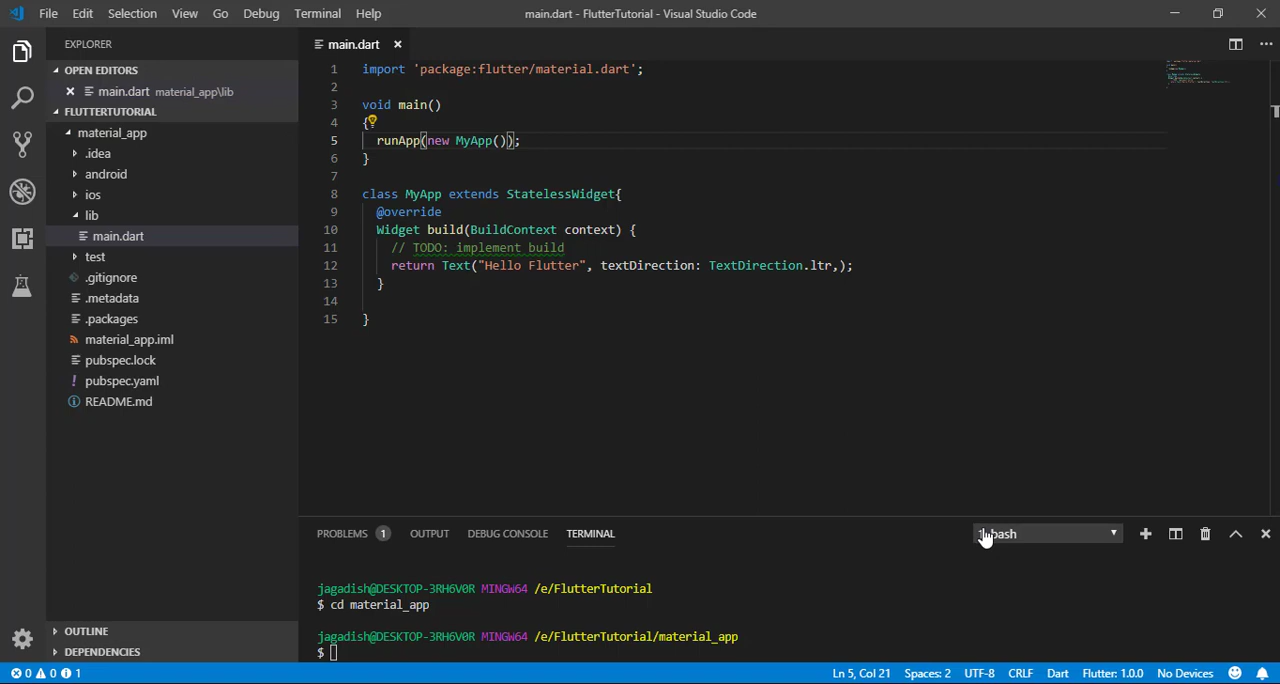 File Edit Selection View Go Debug Terminal Help main.dart - FlutterTutorial - Visual Studio Code
EXPLORER
OPEN EDITORS
main.dart material_app\lib
FLUTTERTUTORIAL
material_app
.idea
android
ios
lib
main.dart
test
.gitignore
.metadata
.packages
material_app.iml
pubspec.lock
pubspec.yaml
README.md
OUTLINE
DEPENDENCIES
main.dart
1 import 'package:flutter/material.dart';
2
3 void main()
4 {
5 runApp(new MyApp());
6 }
7
8 class MyApp extends StatelessWidget{
9 @override
10 Widget build(BuildContext context) {
11 // TODO: implement build
12 return Text("Hello Flutter", textDirection: TextDirection.ltr,);
13 }
14
15 }
PROBLEMS 1 OUTPUT DEBUG CONSOLE TERMINAL bash
jagadish@DESKTOP-3RH6V0R MINGW64 /e/FlutterTutorial
$ cd material_app
jagadish@DESKTOP-3RH6V0R MINGW64 /e/FlutterTutorial/material_app
$
0 0 1 Ln 5, Col 21 Spaces: 2 UTF-8 CRLF Dart Flutter: 1.0.0 No Devices